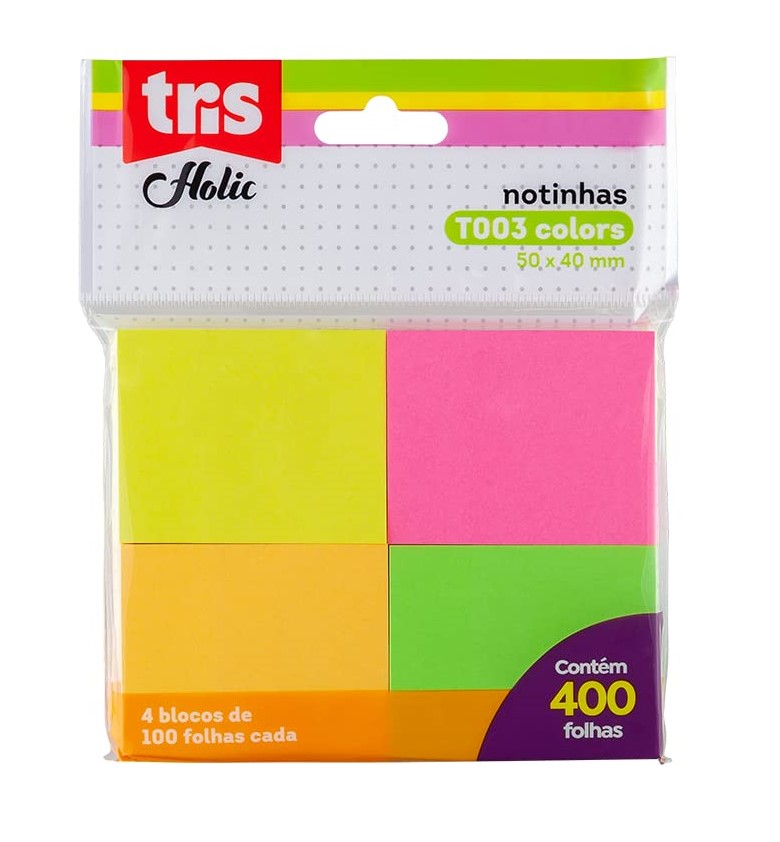 tris
Holic
notinhas
T003 colors
50 x 40 mm
Contém
400
folhas
4 blocos de
100 folhas cada